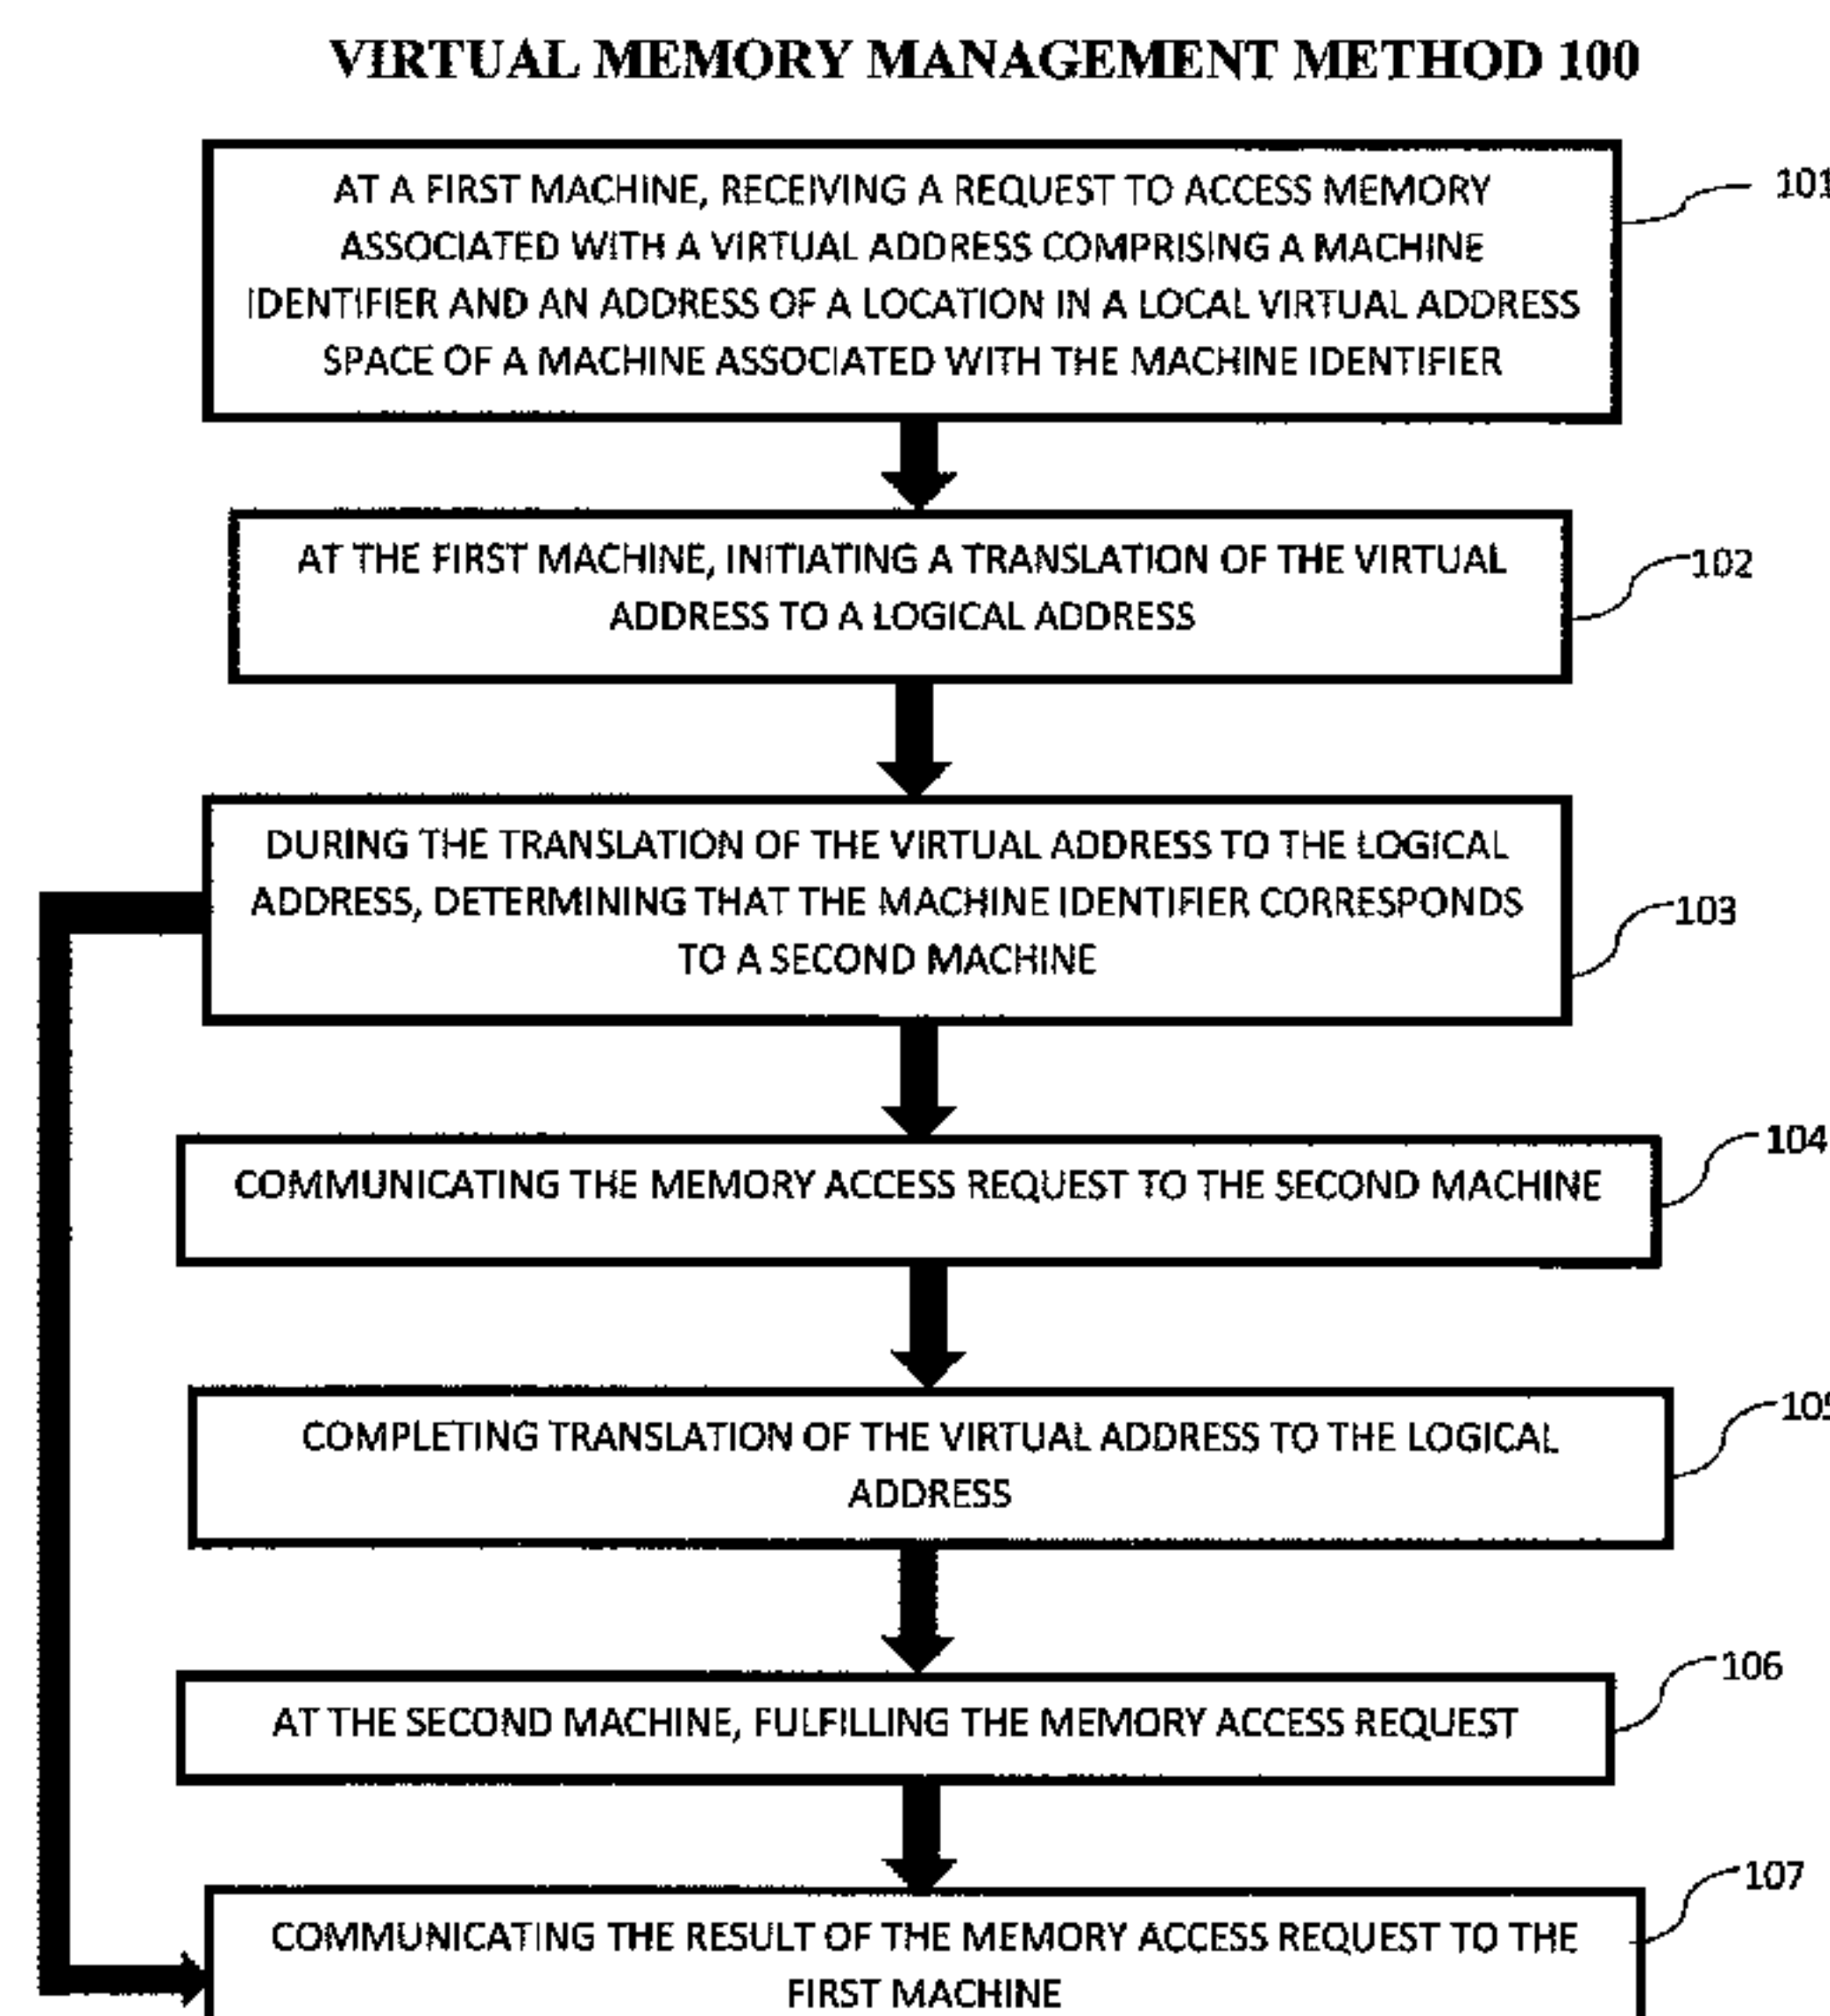 VIRTUAL MEMORY MANAGEMENT METHOD 100
AT A FIRST MACHINE, RECEIVING A REQUEST TO ACCESS MEMORY
ASSOCIATED WITH A VIRTUAL ADDRESS COMPRISING A MACHINE
IDENTIFIER AND AN ADDRESS OF A LOCATION IN A LOCAL VIRTUAL ADDRESS
SPACE OF A MACHINE ASSOCIATED WITH THE MACHINE IDENTIFIER
101
AT THE FIRST MACHINE, INITIATING A TRANSLATION OF THE VIRTUAL
ADDRESS TO A LOGICAL ADDRESS
102
DURING THE TRANSLATION OF THE VIRTUAL ADDRESS TO THE LOGICAL
ADDRESS, DETERMINING THAT THE MACHINE IDENTIFIER CORRESPONDS
TO A SECOND MACHINE
103
COMMUNICATING THE MEMORY ACCESS REQUEST TO THE SECOND MACHINE
104
COMPLETING TRANSLATION OF THE VIRTUAL ADDRESS TO THE LOGICAL
ADDRESS
105
AT THE SECOND MACHINE, FULFILLING THE MEMORY ACCESS REQUEST
106
COMMUNICATING THE RESULT OF THE MEMORY ACCESS REQUEST TO THE
FIRST MACHINE
107